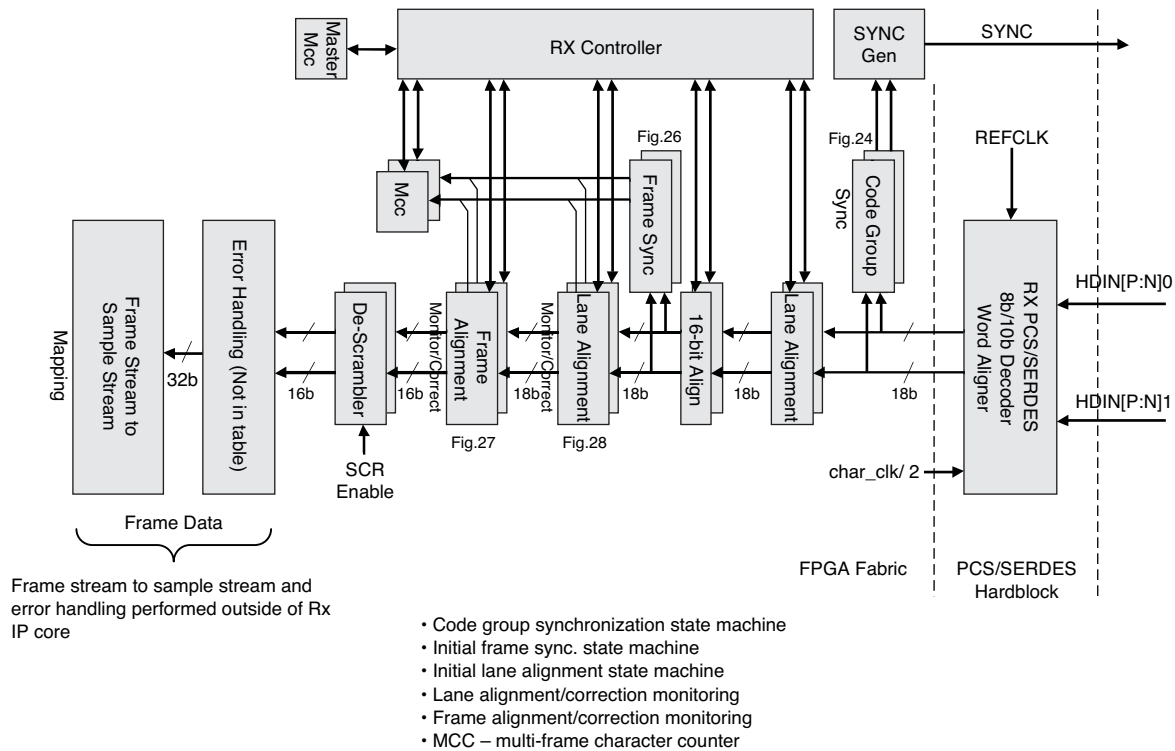 Master
Mcc
RX Controller
SYNC
Gen
SYNC
Fig.26
Fig.24
REFCLK
Mcc
Frame Sync
Code Group
Sync
Frame Stream to
Sample Stream
Mapping
Error Handling (Not in table)
De-Scrambler
Frame
Alignment
Monitor/Correct
Lane Alignment
Monitor/Correct
16-bit Align
Lane Alignment
RX PCS/SERDES
8b/10b Decoder
Word Aligner
HDIN[P:N]0
HDIN[P:N]1
32b
16b
16b
18b
18b
18b
18b
Fig.27
Fig.28
SCR
Enable
char_clk/ 2
Frame Data
FPGA Fabric
PCS/SERDES
Hardblock
Frame stream to sample stream and
error handling performed outside of Rx
IP core
• Code group synchronization state machine
• Initial frame sync. state machine
• Initial lane alignment state machine
• Lane alignment/correction monitoring
• Frame alignment/correction monitoring
• MCC – multi-frame character counter